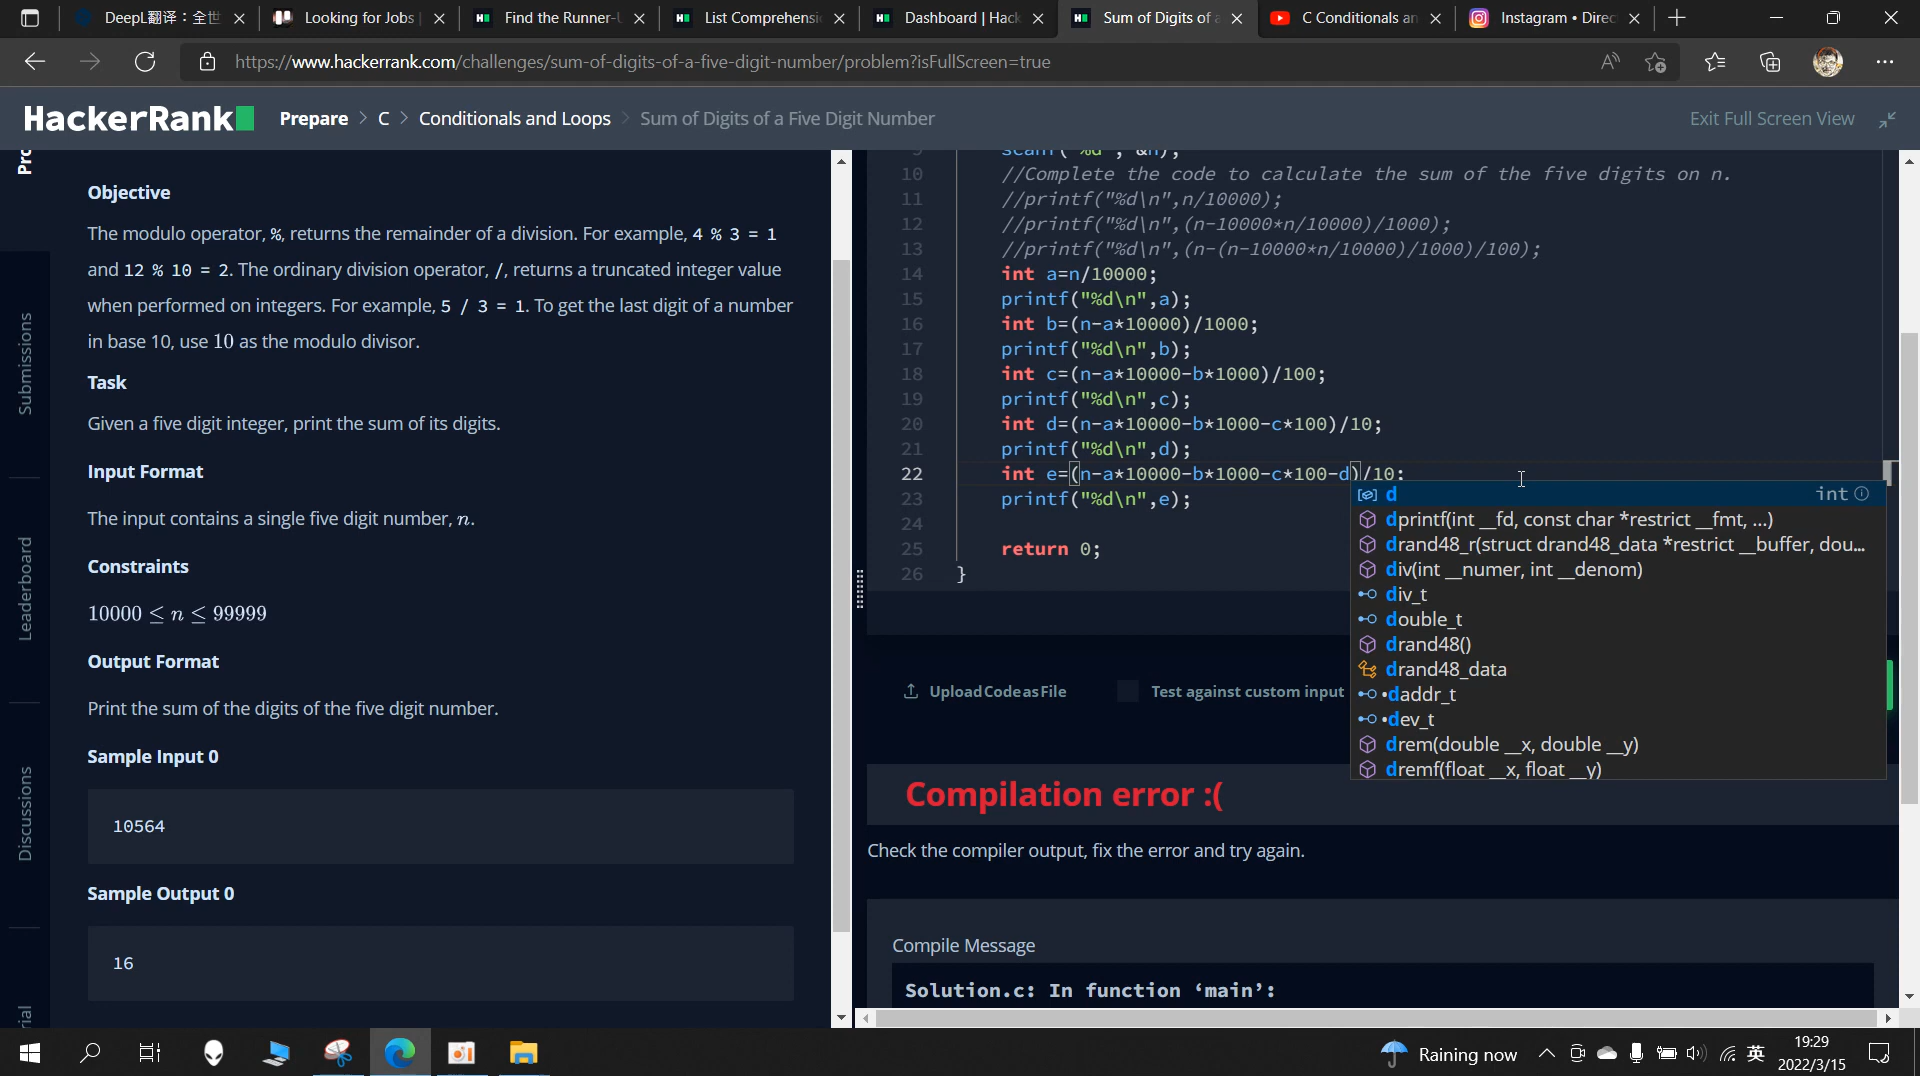 DeepL翻译：全世
Looking for Jobs
Find the Runner-U
List Comprehensi
Dashboard | Hack
Sum of Digits of a
C Conditionals an
Instagram • Direc
https://www.hackerrank.com/challenges/sum-of-digits-of-a-five-digit-number/problem?isFullScreen=true
HackerRank
Prepare > C > Conditionals and Loops > Sum of Digits of a Five Digit Number
Exit Full Screen View
Submissions
Leaderboard
Discussions
Objective
The modulo operator, %, returns the remainder of a division. For example, 4 % 3 = 1
and 12 % 10 = 2. The ordinary division operator, /, returns a truncated integer value
when performed on integers. For example, 5 / 3 = 1. To get the last digit of a number
in base 10, use 10 as the modulo divisor.
Task
Given a five digit integer, print the sum of its digits.
Input Format
The input contains a single five digit number, n.
Constraints
10000 ≤ n ≤ 99999
Output Format
Print the sum of the digits of the five digit number.
Sample Input 0
10564
Sample Output 0
16
9 scanf("%d", &n);
10 //Complete the code to calculate the sum of the five digits on n.
11 //printf("%d\n",n/10000);
12 //printf("%d\n",(n-10000*n/10000)/1000);
13 //printf("%d\n",(n-(n-10000*n/10000)/1000)/100);
14 int a=n/10000;
15 printf("%d\n",a);
16 int b=(n-a*10000)/1000;
17 printf("%d\n",b);
18 int c=(n-a*10000-b*1000)/100;
19 printf("%d\n",c);
20 int d=(n-a*10000-b*1000-c*100)/10;
21 printf("%d\n",d);
22 int e=(n-a*10000-b*1000-c*100-d)/10;
23 printf("%d\n",e);
24
25 return 0;
26 }
d int
dprintf(int __fd, const char *restrict __fmt, ...)
drand48_r(struct drand48_data *restrict __buffer, dou...
div(int __numer, int __denom)
div_t
double_t
drand48()
drand48_data
•daddr_t
•dev_t
drem(double __x, double __y)
dremf(float __x, float __y)
Upload Code as File
Test against custom input
Compilation error :(
Check the compiler output, fix the error and try again.
Compile Message
Solution.c: In function ‘main’:
Raining now
英
19:29
2022/3/15